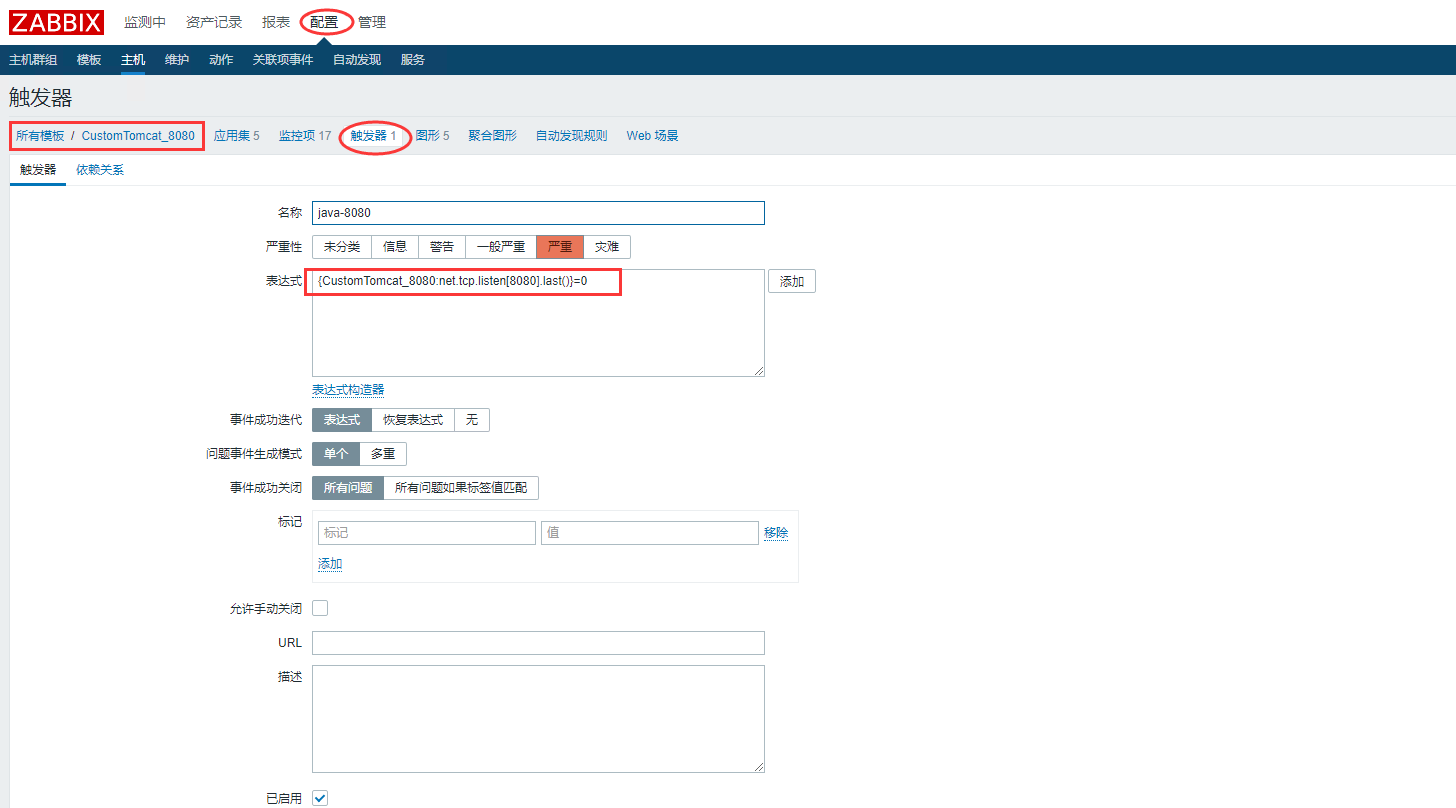 ZABBIX 监测中 资产记录 报表 配置 管理
主机群组 模板 主机 维护 动作 关联项事件 自动发现 服务
触发器
所有模板 / CustomTomcat_8080 应用集 5 监控项 17 触发器 1 图形 5 聚合图形 自动发现规则 Web 场景
触发器 依赖关系
名称 java-8080
严重性 未分类 信息 警告 一般严重 严重 灾难
表达式 {CustomTomcat_8080:net.tcp.listen[8080].last()}=0 添加
表达式构造器
事件成功迭代 表达式 恢复表达式 无
问题事件生成模式 单个 多重
事件成功关闭 所有问题 所有问题如果标签值匹配
标记 标记 值 移除
添加
允许手动关闭
URL
描述
已启用